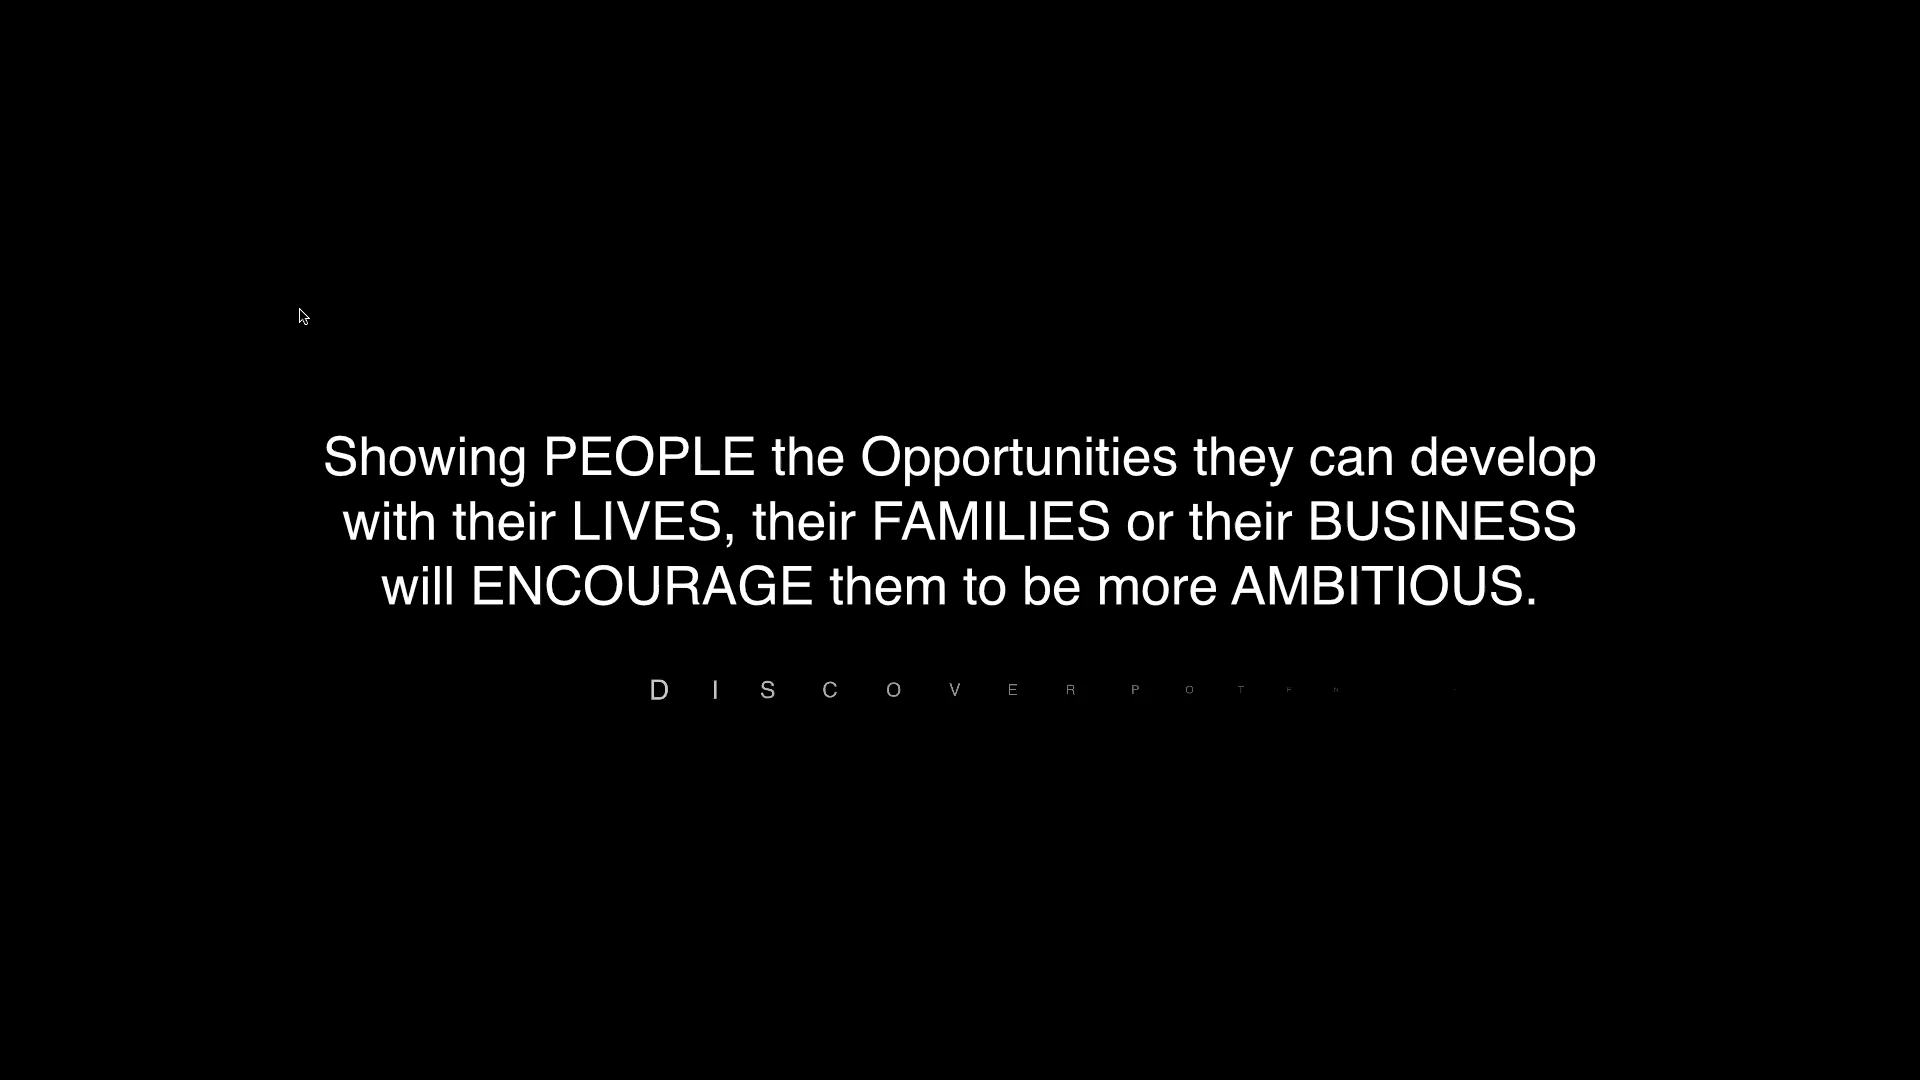 Showing PEOPLE the Opportunities they can develop
with their LIVES, their FAMILIES or their BUSINESS
will ENCOURAGE them to be more AMBITIOUS.
D I S C O V E R P O T E N